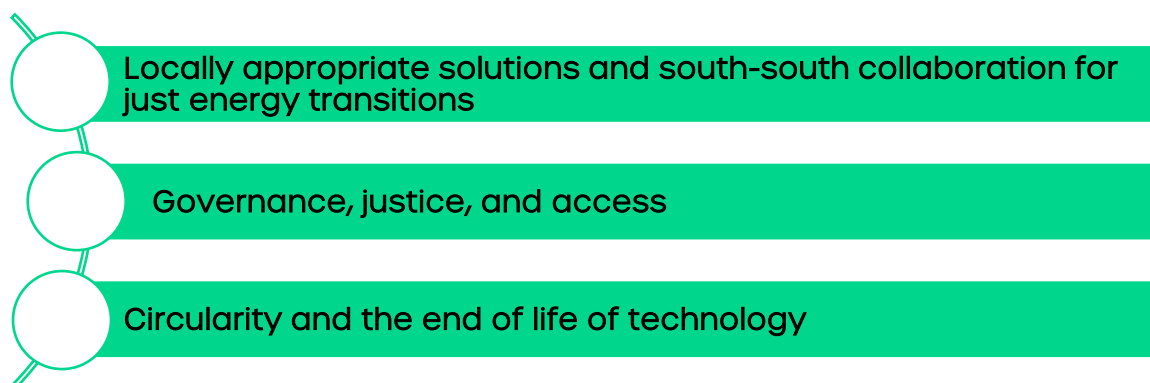 Locally appropriate solutions and south-south collaboration for
just energy transitions
Governance, justice, and access
Circularity and the end of life of technology